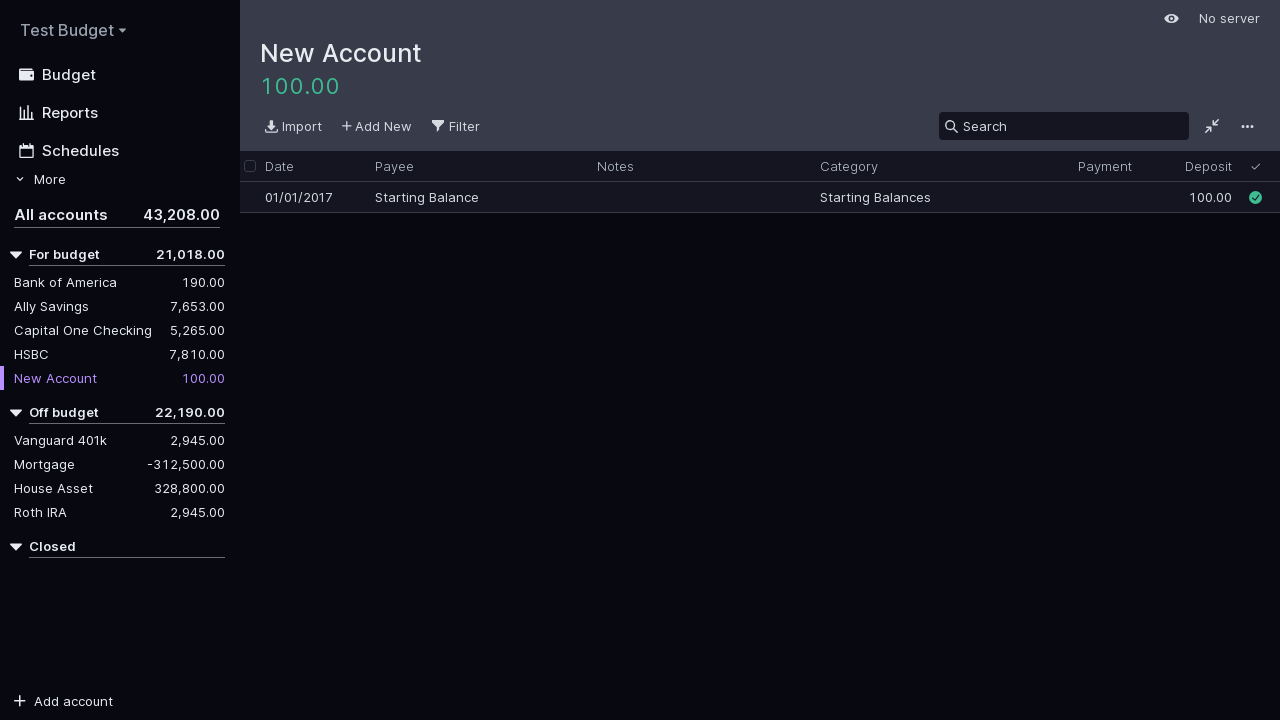 Test Budget
No server
Budget
Reports
Schedules
More
All accounts 43,208.00
For budget 21,018.00
Bank of America 190.00
Ally Savings 7,653.00
Capital One Checking 5,265.00
HSBC 7,810.00
New Account 100.00
Off budget 22,190.00
Vanguard 401k 2,945.00
Mortgage -312,500.00
House Asset 328,800.00
Roth IRA 2,945.00
Closed
Add account
New Account
100.00
Import Add New Filter Search
Date Payee Notes Category Payment Deposit
01/01/2017 Starting Balance Starting Balances 100.00